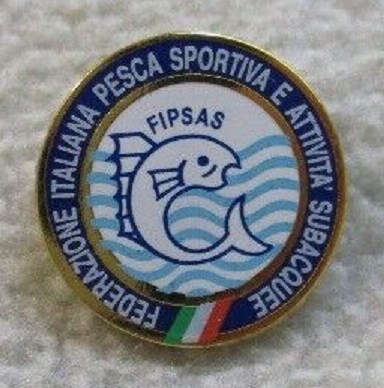 FEDERAZIONE ITALIANA PESCA SPORTIVA E ATTIVITA' SUBACQUEE
FIPSAS